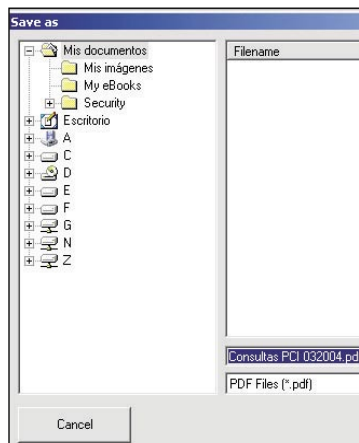 Save as
Mis documentos
Filename
Mis imágenes
My eBooks
Security
Escritorio
A
C
D
E
F
G
N
Z
Consultas PCI 032004.pd
PDF Files (*.pdf)
Cancel